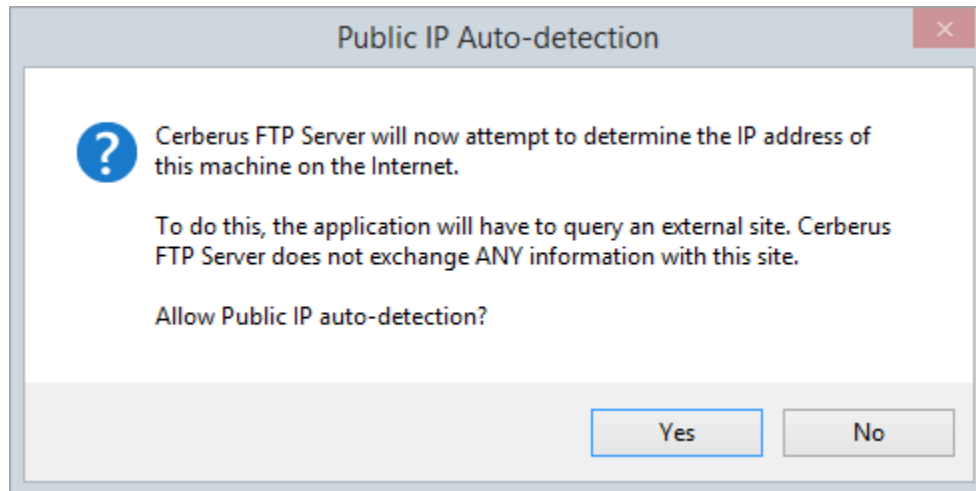 Public IP Auto-detection
Cerberus FTP Server will now attempt to determine the IP address of
this machine on the Internet.
To do this, the application will have to query an external site. Cerberus
FTP Server does not exchange ANY information with this site.
Allow Public IP auto-detection?
Yes No